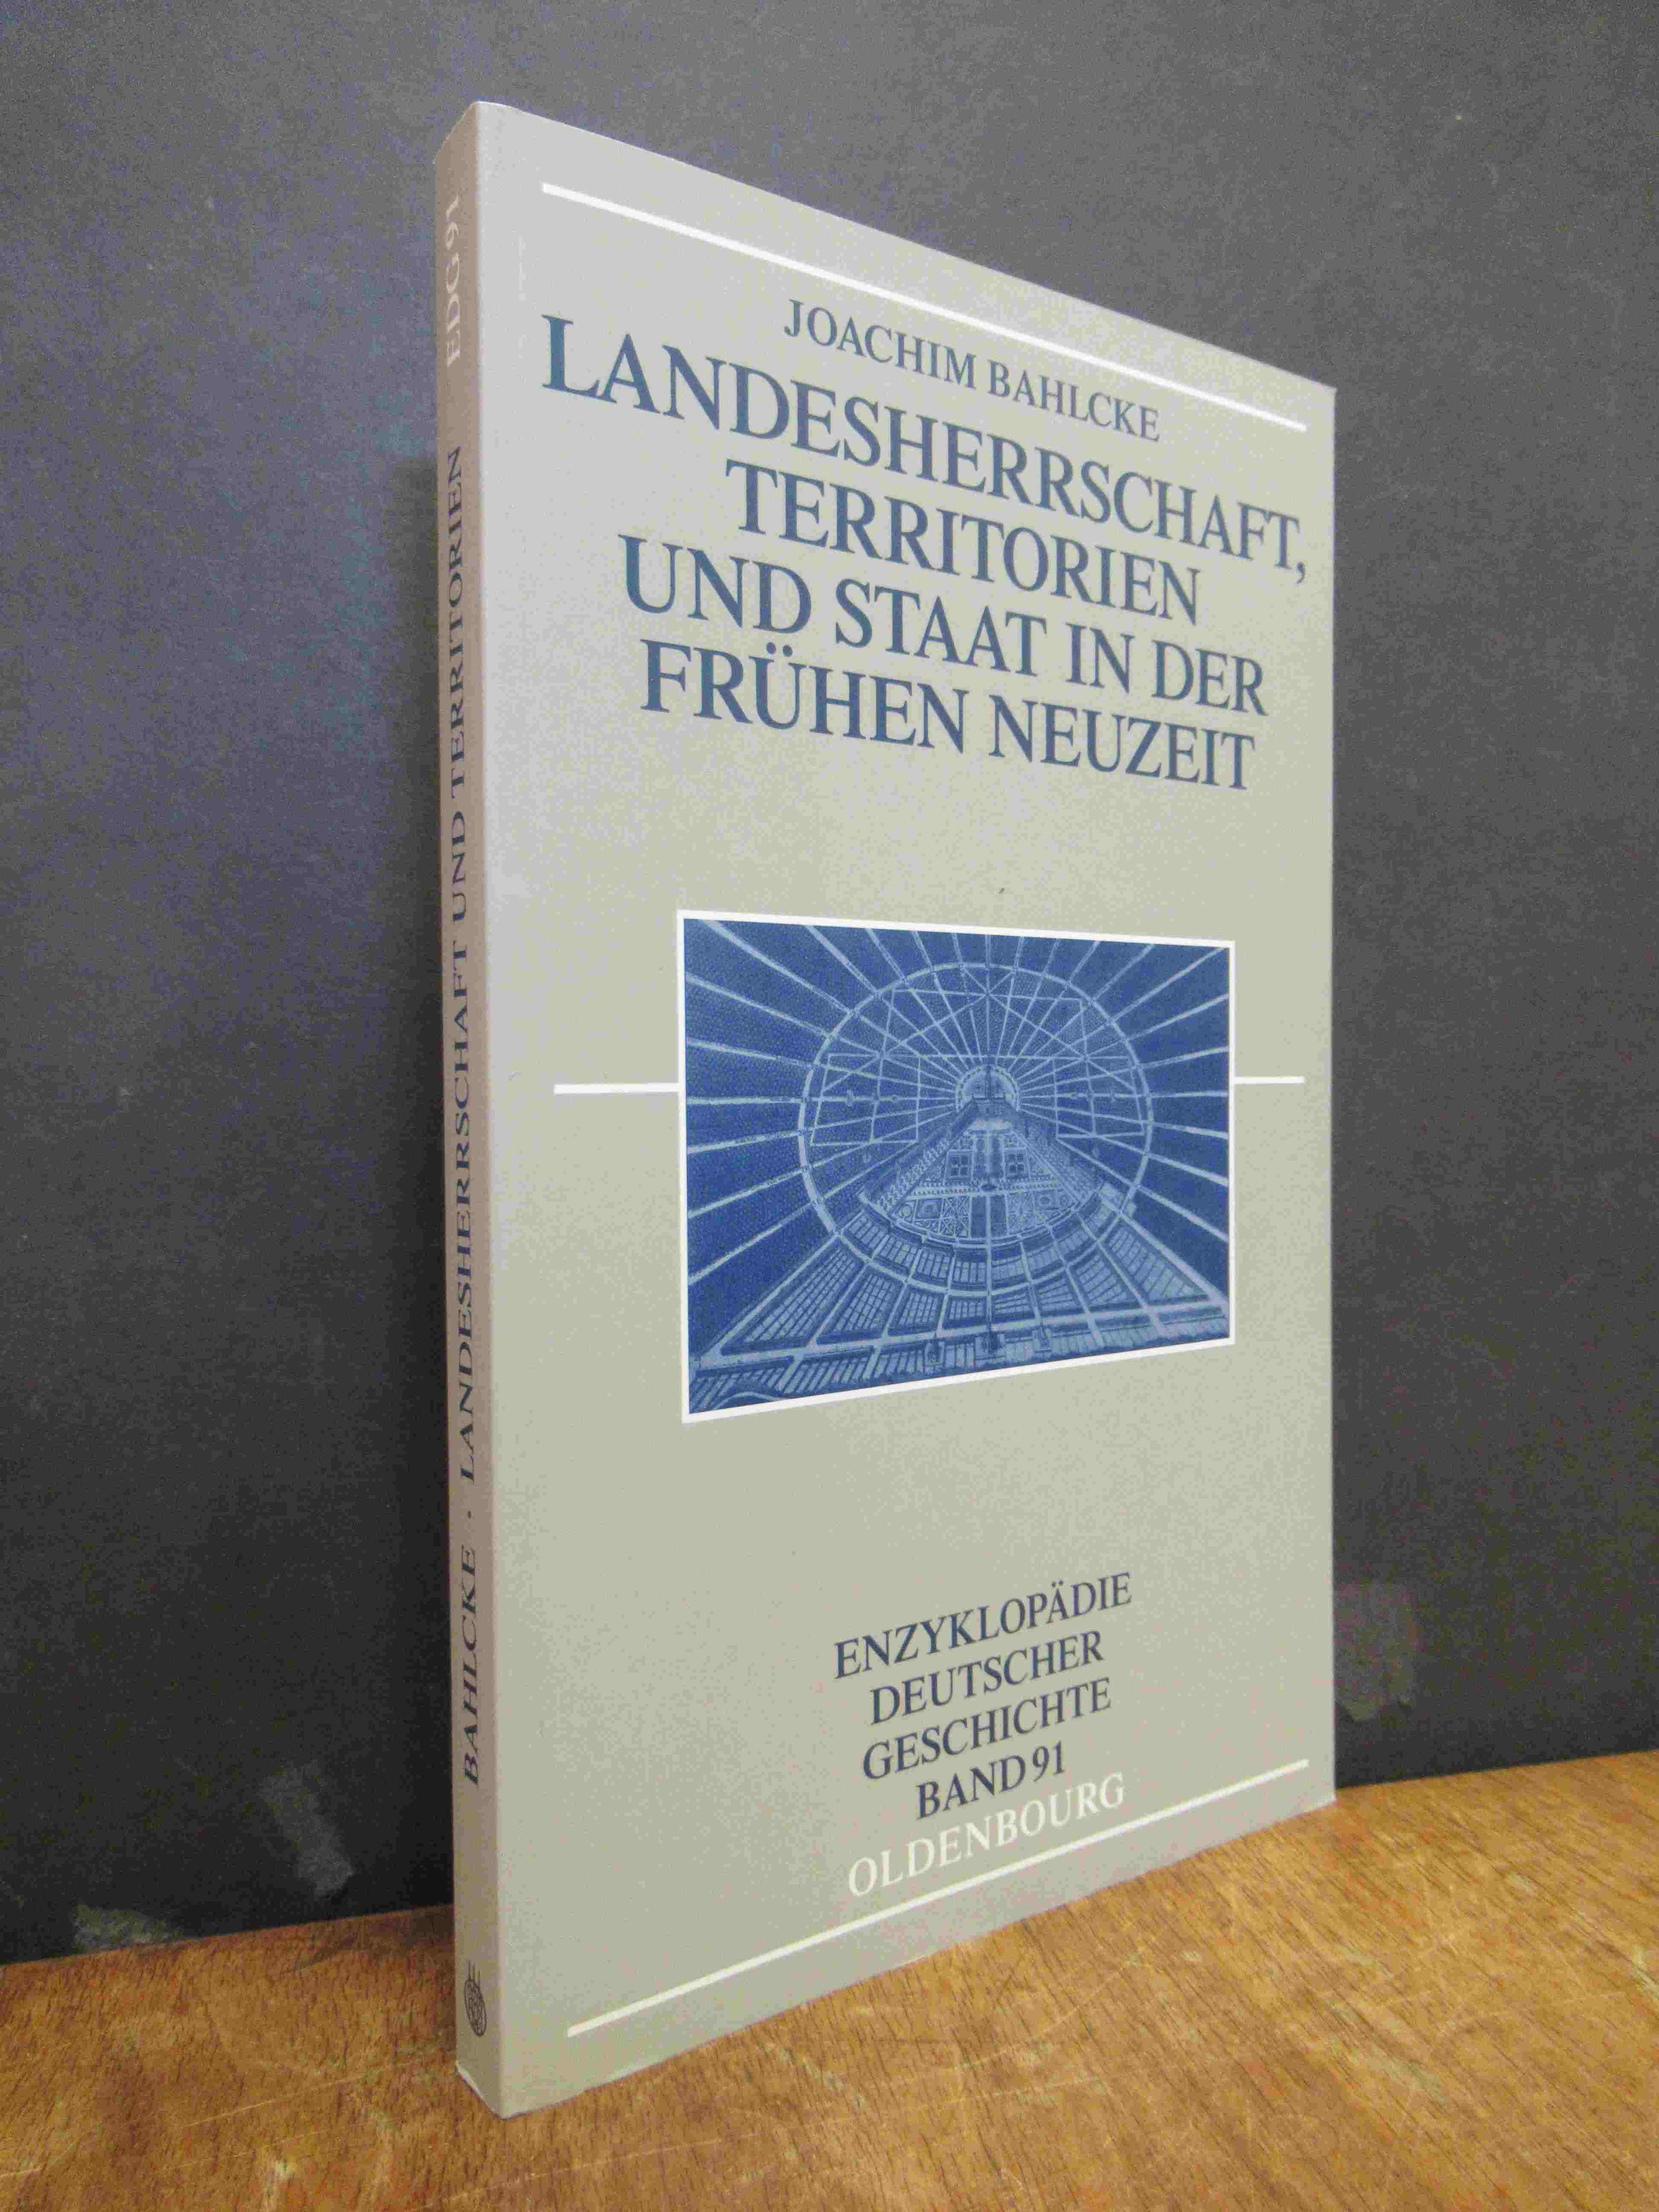 JOACHIM BAHLCKE
LANDESHERRSCHAFT,
TERRITORIEN
UND STAAT IN DER
FRÜHEN NEUZEIT
ENZYKLOPÄDIE
DEUTSCHER
GESCHICHTE
BAND 91
OLDENBOURG
BAHLCKE · LANDESHERRSCHAFT UND TERRITORIEN EDG 91